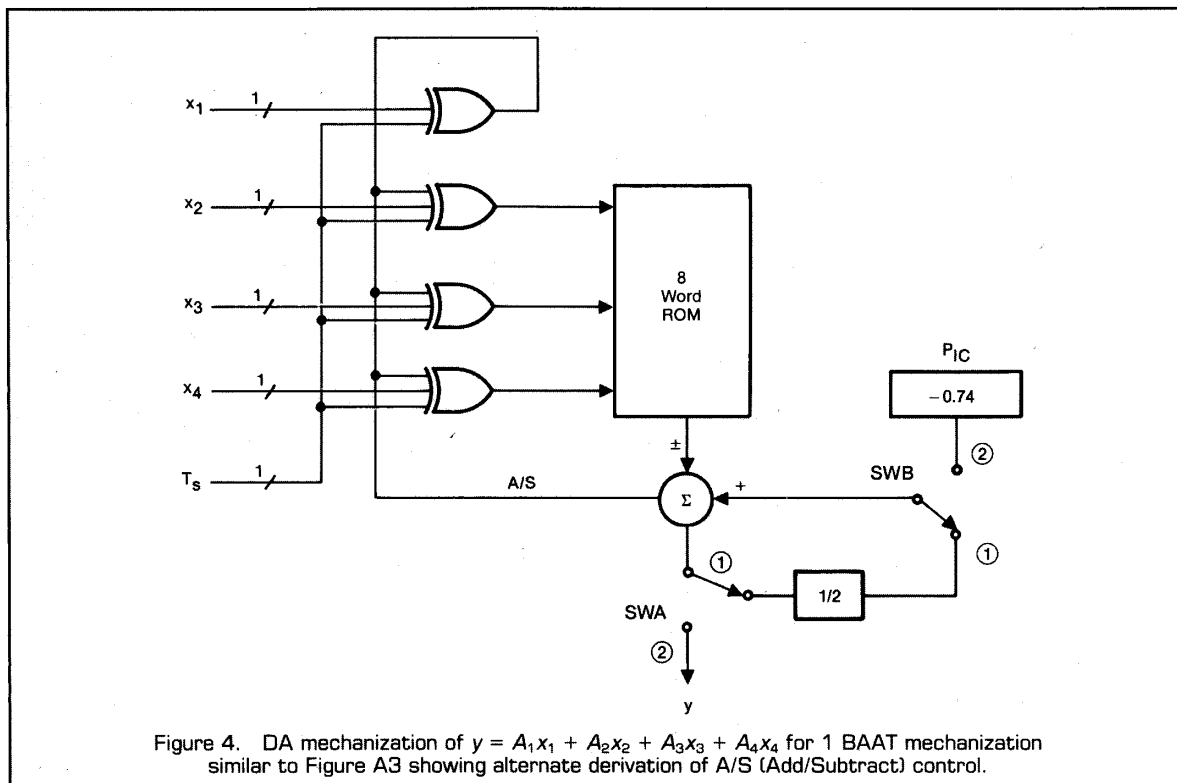 x1
1
x2
1
x3
1
x4
1
Ts
1
8
Word
ROM
PIC
– 0.74
②
SWB
±
A/S
Σ
+
①
①
1/2
SWA
②
y
Figure 4. DA mechanization of y = A1x1 + A2x2 + A3x3 + A4x4 for 1 BAAT mechanization
similar to Figure A3 showing alternate derivation of A/S (Add/Subtract) control.